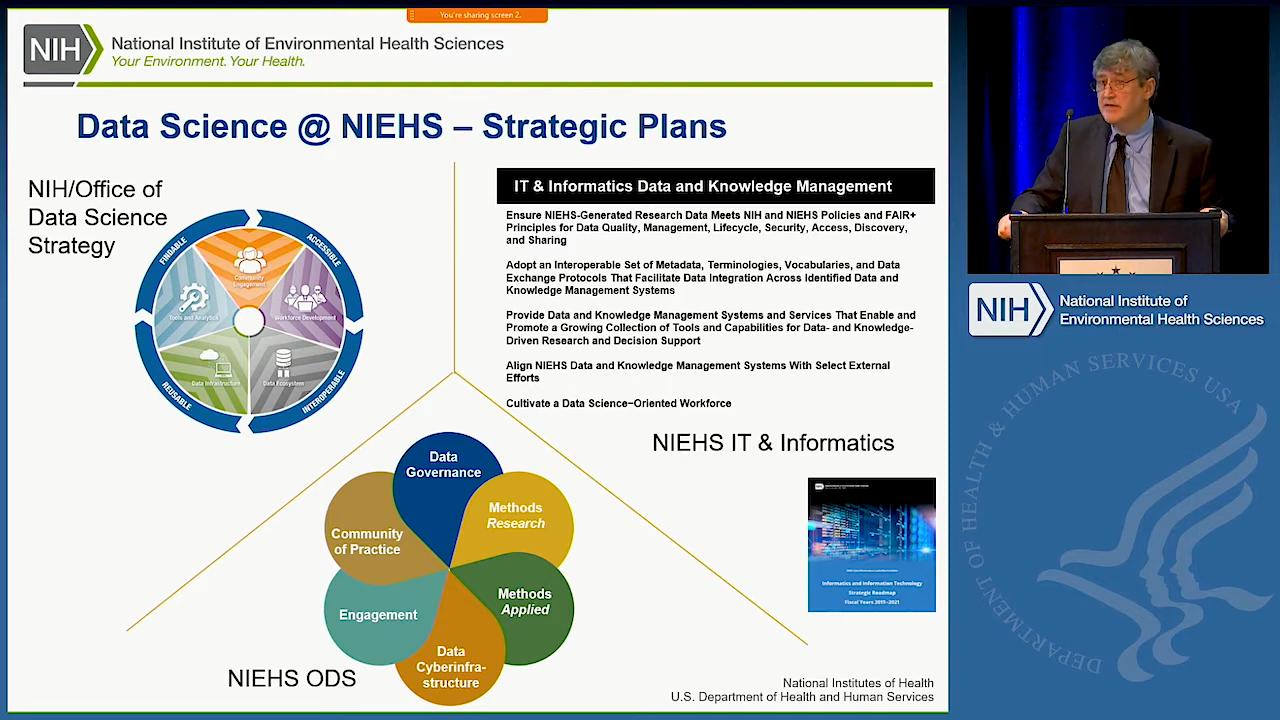 You're sharing screen 2.
NIH
National Institute of Environmental Health Sciences
Your Environment. Your Health.
Data Science @ NIEHS – Strategic Plans
NIH/Office of
Data Science
Strategy
FINDABLE
ACCESSIBLE
INTEROPERABLE
REUSABLE
Community
Engagement
Tools and Analytics
Workforce Development
Data Infrastructure
Data Ecosystem
IT & Informatics Data and Knowledge Management
Ensure NIEHS-Generated Research Data Meets NIH and NIEHS Policies and FAIR+
Principles for Data Quality, Management, Lifecycle, Security, Access, Discovery,
and Sharing
Adopt an Interoperable Set of Metadata, Terminologies, Vocabularies, and Data
Exchange Protocols That Facilitate Data Integration Across Identified Data and
Knowledge Management Systems
Provide Data and Knowledge Management Systems and Services That Enable and
Promote a Growing Collection of Tools and Capabilities for Data- and Knowledge-
Driven Research and Decision Support
Align NIEHS Data and Knowledge Management Systems With Select External
Efforts
Cultivate a Data Science–Oriented Workforce
NIEHS IT & Informatics
Informatics and Information Technology
Strategic Roadmap
Fiscal Years 2019–2021
Data
Governance
Methods
Research
Methods
Applied
Data
Cyberinfra-
structure
Engagement
Community
of Practice
NIEHS ODS
National Institutes of Health
U.S. Department of Health and Human Services
NIH
National Institute of
Environmental Health Sciences
DEPARTMENT OF HEALTH & HUMAN SERVICES USA